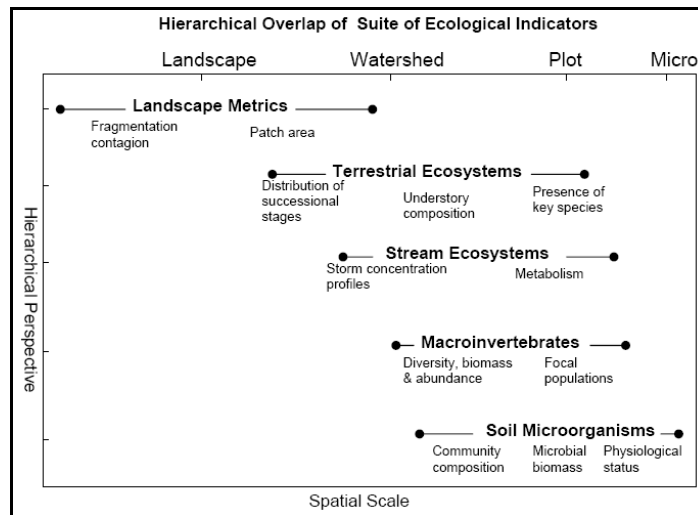 Hierarchical Overlap of Suite of Ecological Indicators
Landscape Watershed Plot Micro
Landscape Metrics
Fragmentation
contagion
Patch area
Terrestrial Ecosystems
Distribution of
successional
stages
Understory
composition
Presence of
key species
Stream Ecosystems
Storm concentration
profiles
Metabolism
Macroinvertebrates
Diversity, biomass
& abundance
Focal
populations
Soil Microorganisms
Community
composition
Microbial
biomass
Physiological
status
Hierarchical Perspective
Spatial Scale